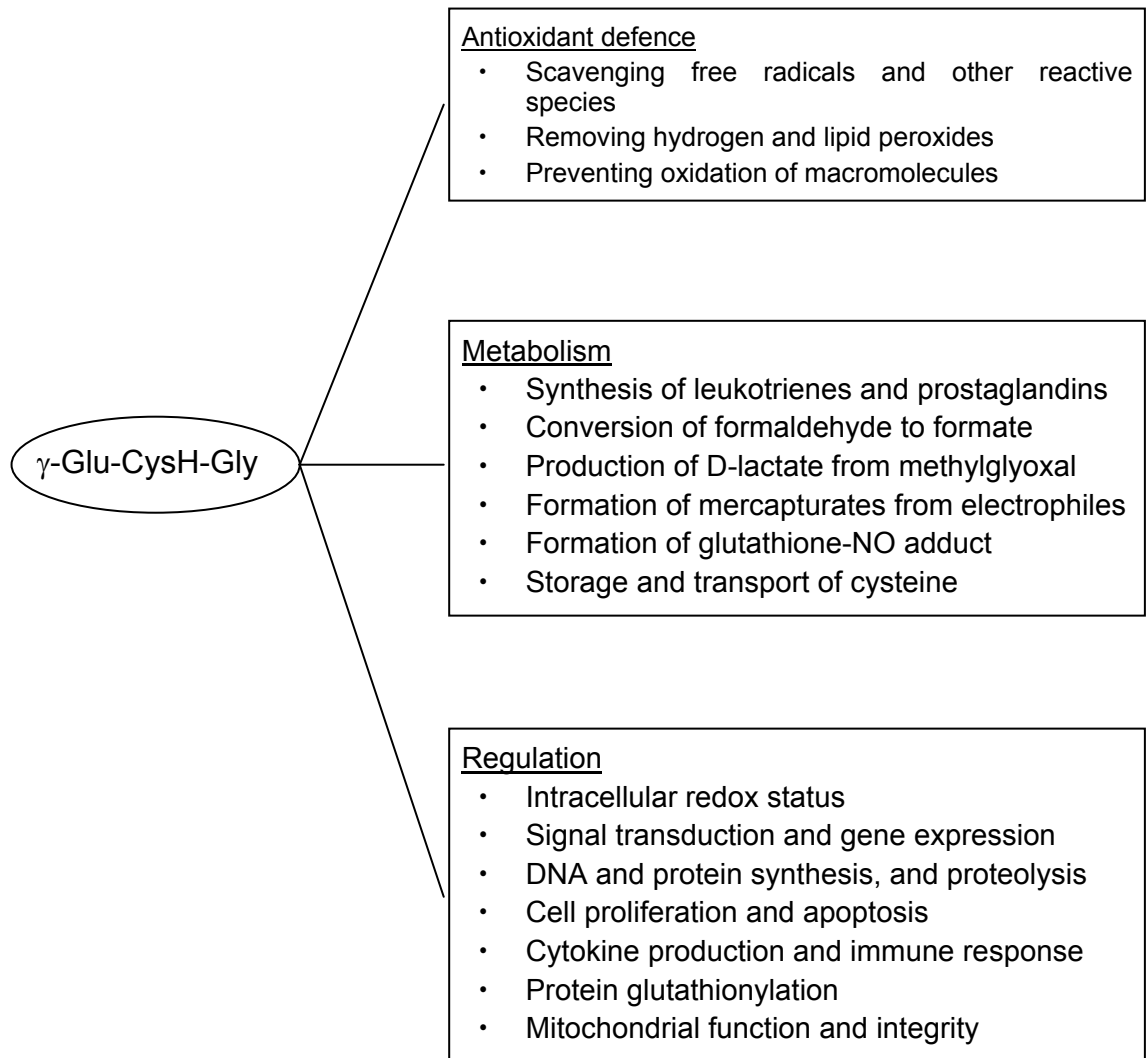 Antioxidant defence
· Scavenging free radicals and other reactive
species
· Removing hydrogen and lipid peroxides
· Preventing oxidation of macromolecules
Metabolism
· Synthesis of leukotrienes and prostaglandins
· Conversion of formaldehyde to formate
γ-Glu-CysH-Gly
· Production of D-lactate from methylglyoxal
· Formation of mercapturates from electrophiles
· Formation of glutathione-NO adduct
· Storage and transport of cysteine
Regulation
· Intracellular redox status
· Signal transduction and gene expression
· DNA and protein synthesis, and proteolysis
· Cell proliferation and apoptosis
· Cytokine production and immune response
· Protein glutathionylation
· Mitochondrial function and integrity